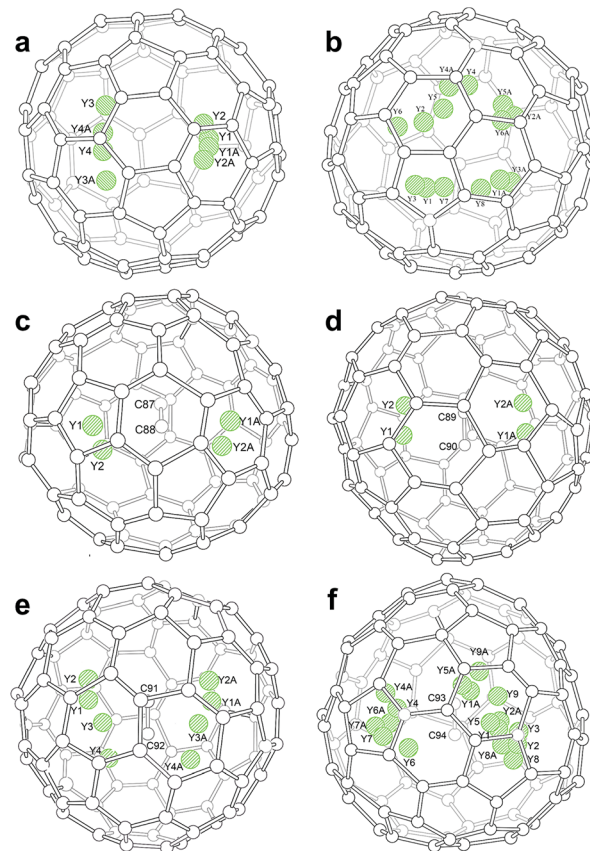 a
Y3
Y2
Y4A
Y1
Y4
Y1A
Y2A
Y3A
b
Y4A Y4
Y5
Y5A
Y6
Y2
Y2A
Y6A
Y3A
Y1A
Y3 Y1 Y7 Y8
c
C87
Y1
Y1A
C88
Y2
Y2A
d
Y2
Y2A
C89
Y1
Y1A
C90
e
Y2
Y2A
C91
Y1
Y1A
Y3
Y3A
C92
Y4
Y4A
f
Y9A
Y5A
Y4A
C93
Y1A
Y9
Y6A
Y4
Y2A
Y7A
Y5
Y3
Y7
C94
Y1
Y2
Y6
Y8A
Y8